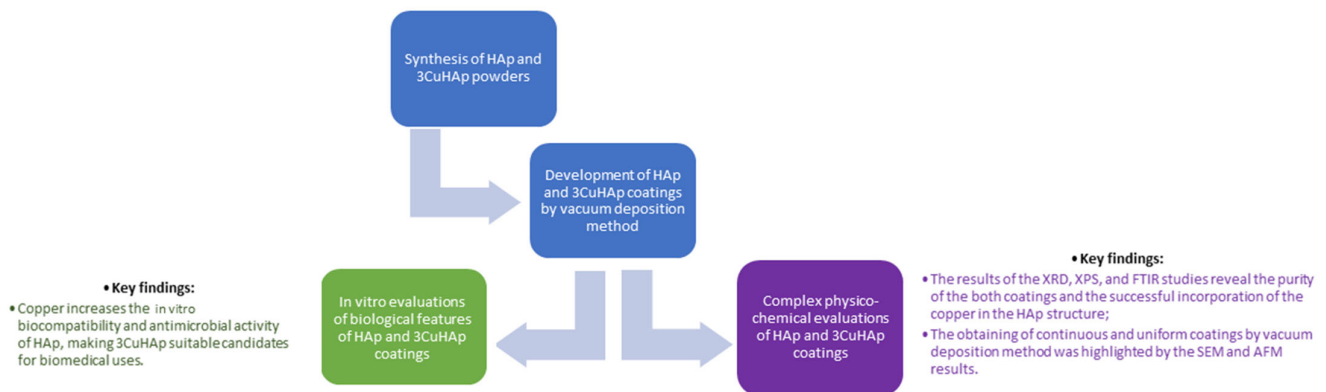 Synthesis of HAp and
3CuHAp powders
Development of HAp
and 3CuHAp coatings
by vacuum deposition
method
• Key findings:
• Copper increases the in vitro
biocompatibility and antimicrobial activity
of HAp, making 3CuHAp suitable candidates
for biomedical uses.
In vitro evaluations
of biological features
of HAp and 3CuHAp
coatings
Complex physico-
chemical evaluations
of HAp and 3CuHAp
coatings
• Key findings:
• The results of the XRD, XPS, and FTIR studies reveal the purity
of the both coatings and the successful incorporation of the
copper in the HAp structure;
• The obtaining of continuous and uniform coatings by vacuum
deposition method was highlighted by the SEM and AFM
results.